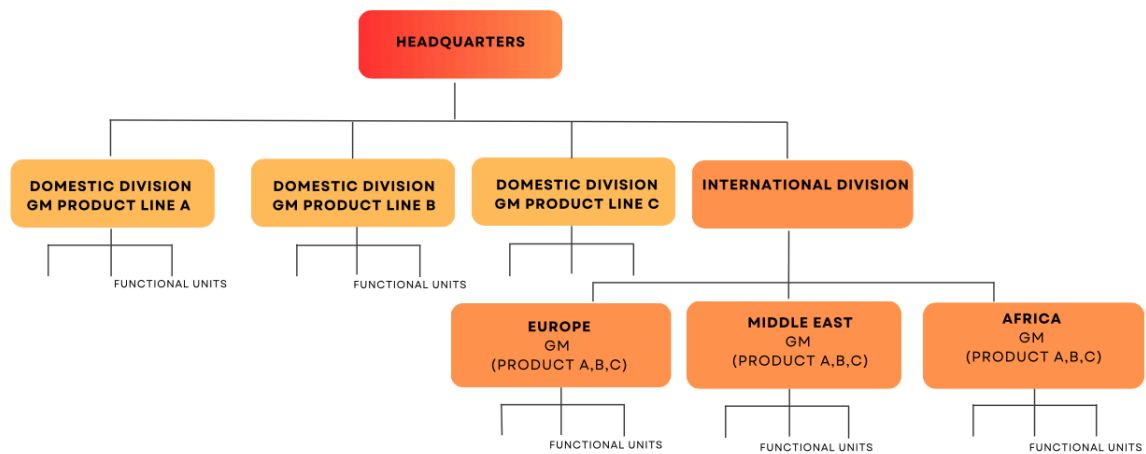 HEADQUARTERS
DOMESTIC DIVISION
GM PRODUCT LINE A
DOMESTIC DIVISION
GM PRODUCT LINE B
DOMESTIC DIVISION
GM PRODUCT LINE C
INTERNATIONAL DIVISION
FUNCTIONAL UNITS
FUNCTIONAL UNITS
EUROPE
GM
(PRODUCT A,B,C)
MIDDLE EAST
GM
(PRODUCT A,B,C)
AFRICA
GM
(PRODUCT A,B,C)
FUNCTIONAL UNITS
FUNCTIONAL UNITS
FUNCTIONAL UNITS